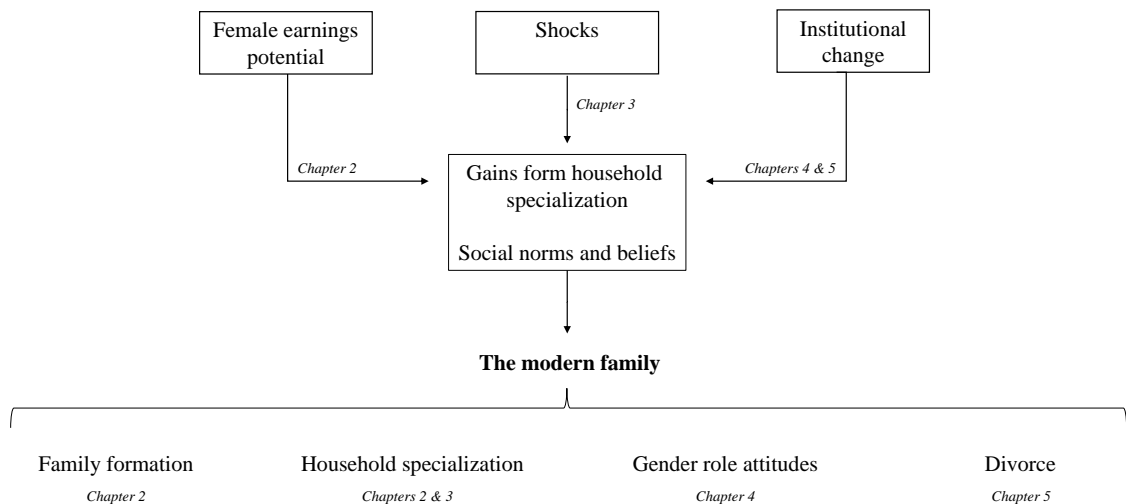 Female earnings
potential
Shocks
Institutional
change
Chapter 3
Chapter 2
Chapters 4 & 5
Gains form household
specialization
Social norms and beliefs
The modern family
Family formation
Household specialization
Gender role attitudes
Divorce
Chapter 2
Chapters 2 & 3
Chapter 4
Chapter 5